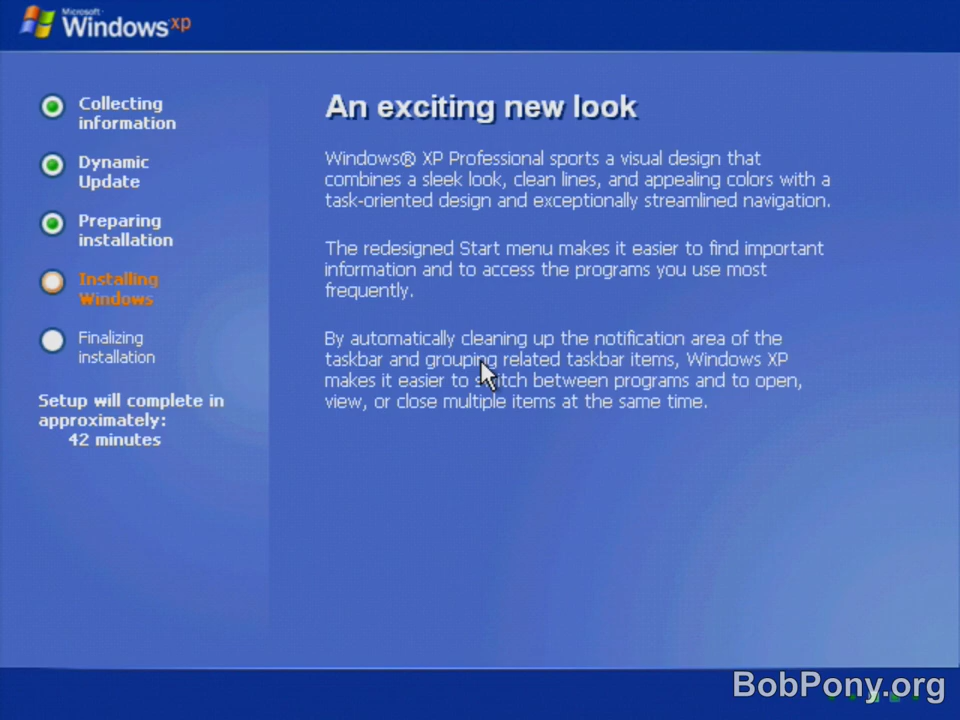 Microsoft
Windows xp
Collecting
information
Dynamic
Update
Preparing
installation
Installing
Windows
Finalizing
installation
Setup will complete in
approximately:
42 minutes
An exciting new look
Windows® XP Professional sports a visual design that
combines a sleek look, clean lines, and appealing colors with a
task-oriented design and exceptionally streamlined navigation.
The redesigned Start menu makes it easier to find important
information and to access the programs you use most
frequently.
By automatically cleaning up the notification area of the
taskbar and grouping related taskbar items, Windows XP
makes it easier to switch between programs and to open,
view, or close multiple items at the same time.
BobPony.org